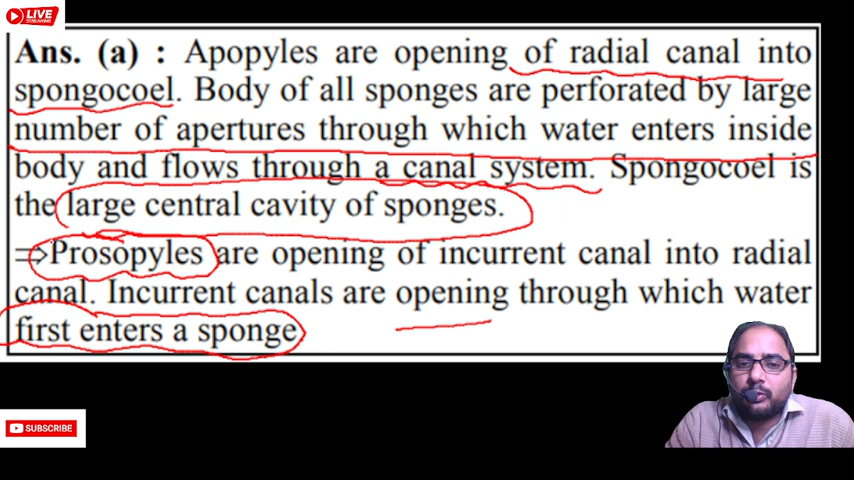 LIVE
STREAMING
Ans. (a) : Apopyles are opening of radial canal into
spongocoel. Body of all sponges are perforated by large
number of apertures through which water enters inside
body and flows through a canal system. Spongocoel is
the large central cavity of sponges.
⇒Prosopyles are opening of incurrent canal into radial
canal. Incurrent canals are opening through which water
first enters a sponge.
SUBSCRIBE